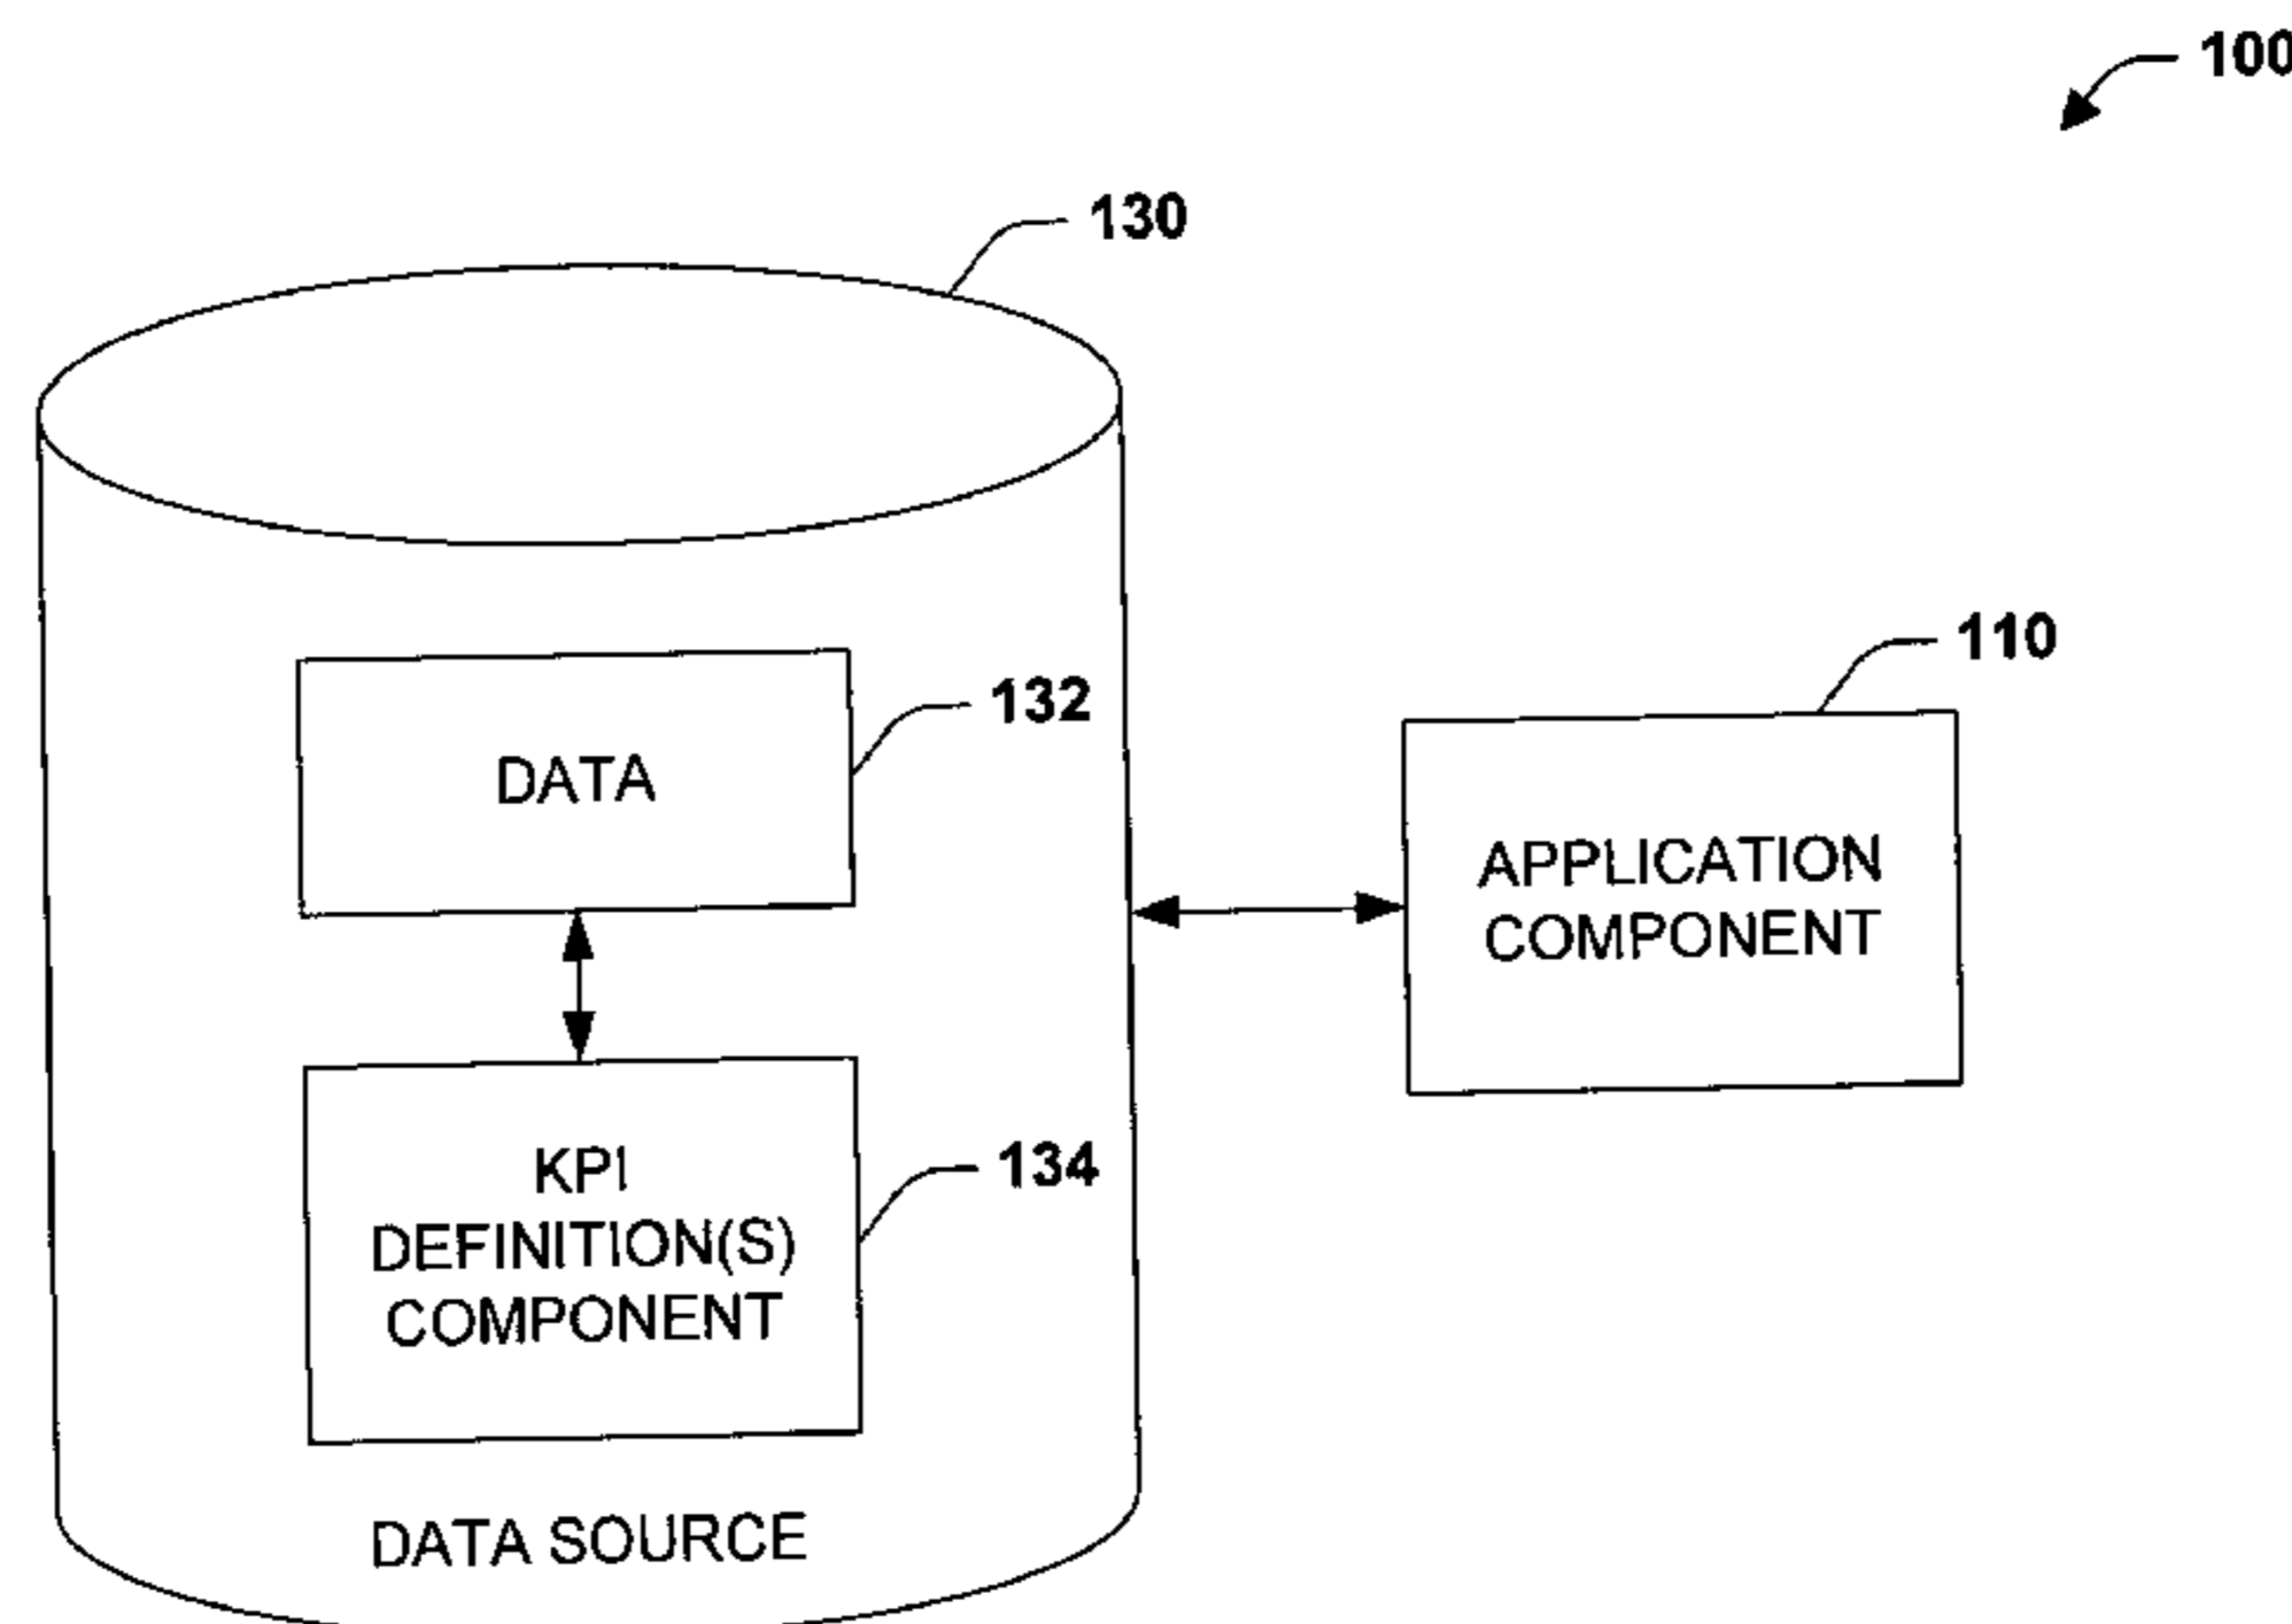 100
130
132
DATA
110
APPLICATION
COMPONENT
134
KPI
DEFINITION(S)
COMPONENT
DATA SOURCE